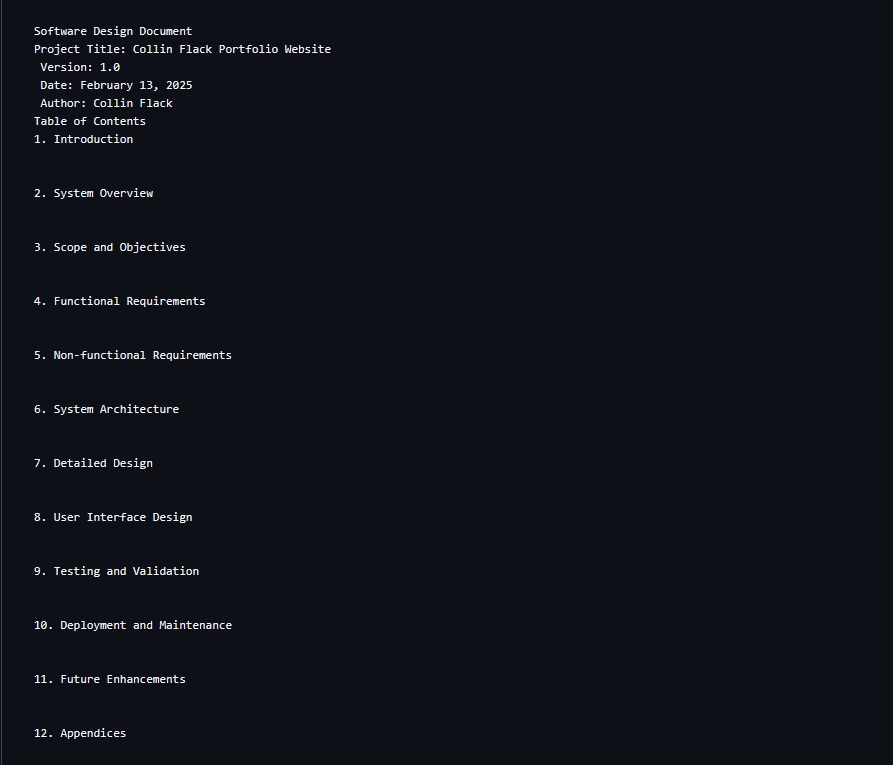 Software Design Document
Project Title: Collin Flack Portfolio Website
Version: 1.0
Date: February 13, 2025
Author: Collin Flack
Table of Contents
1. Introduction
2. System Overview
3. Scope and Objectives
4. Functional Requirements
5. Non-functional Requirements
6. System Architecture
7. Detailed Design
8. User Interface Design
9. Testing and Validation
10. Deployment and Maintenance
11. Future Enhancements
12. Appendices